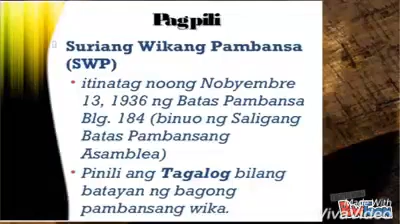 Pagpili
Suriang Wikang Pambansa
(SWP)
• itinatag noong Nobyembre
13, 1936 ng Batas Pambansa
Blg. 184 (binuo ng Saligang
Batas Pambansang
Asamblea)
• Pinili ang Tagalog bilang
batayan ng bagong
pambansang wika.
Made With
VivaVideo